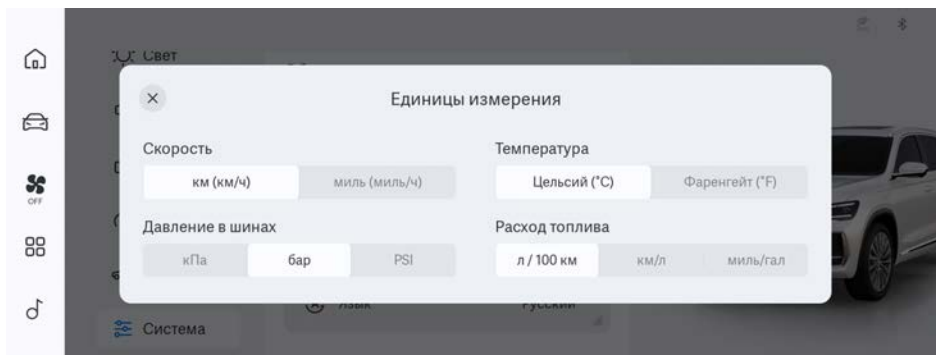 Свет
Единицы измерения
Скорость
км (км/ч)
миль (миль/ч)
Температура
Цельсий (°C)
Фаренгейт (°F)
Давление в шинах
кПа
бар
PSI
Расход топлива
л / 100 км
км/л
миль/гал
OFF
Язык
Русский
Система